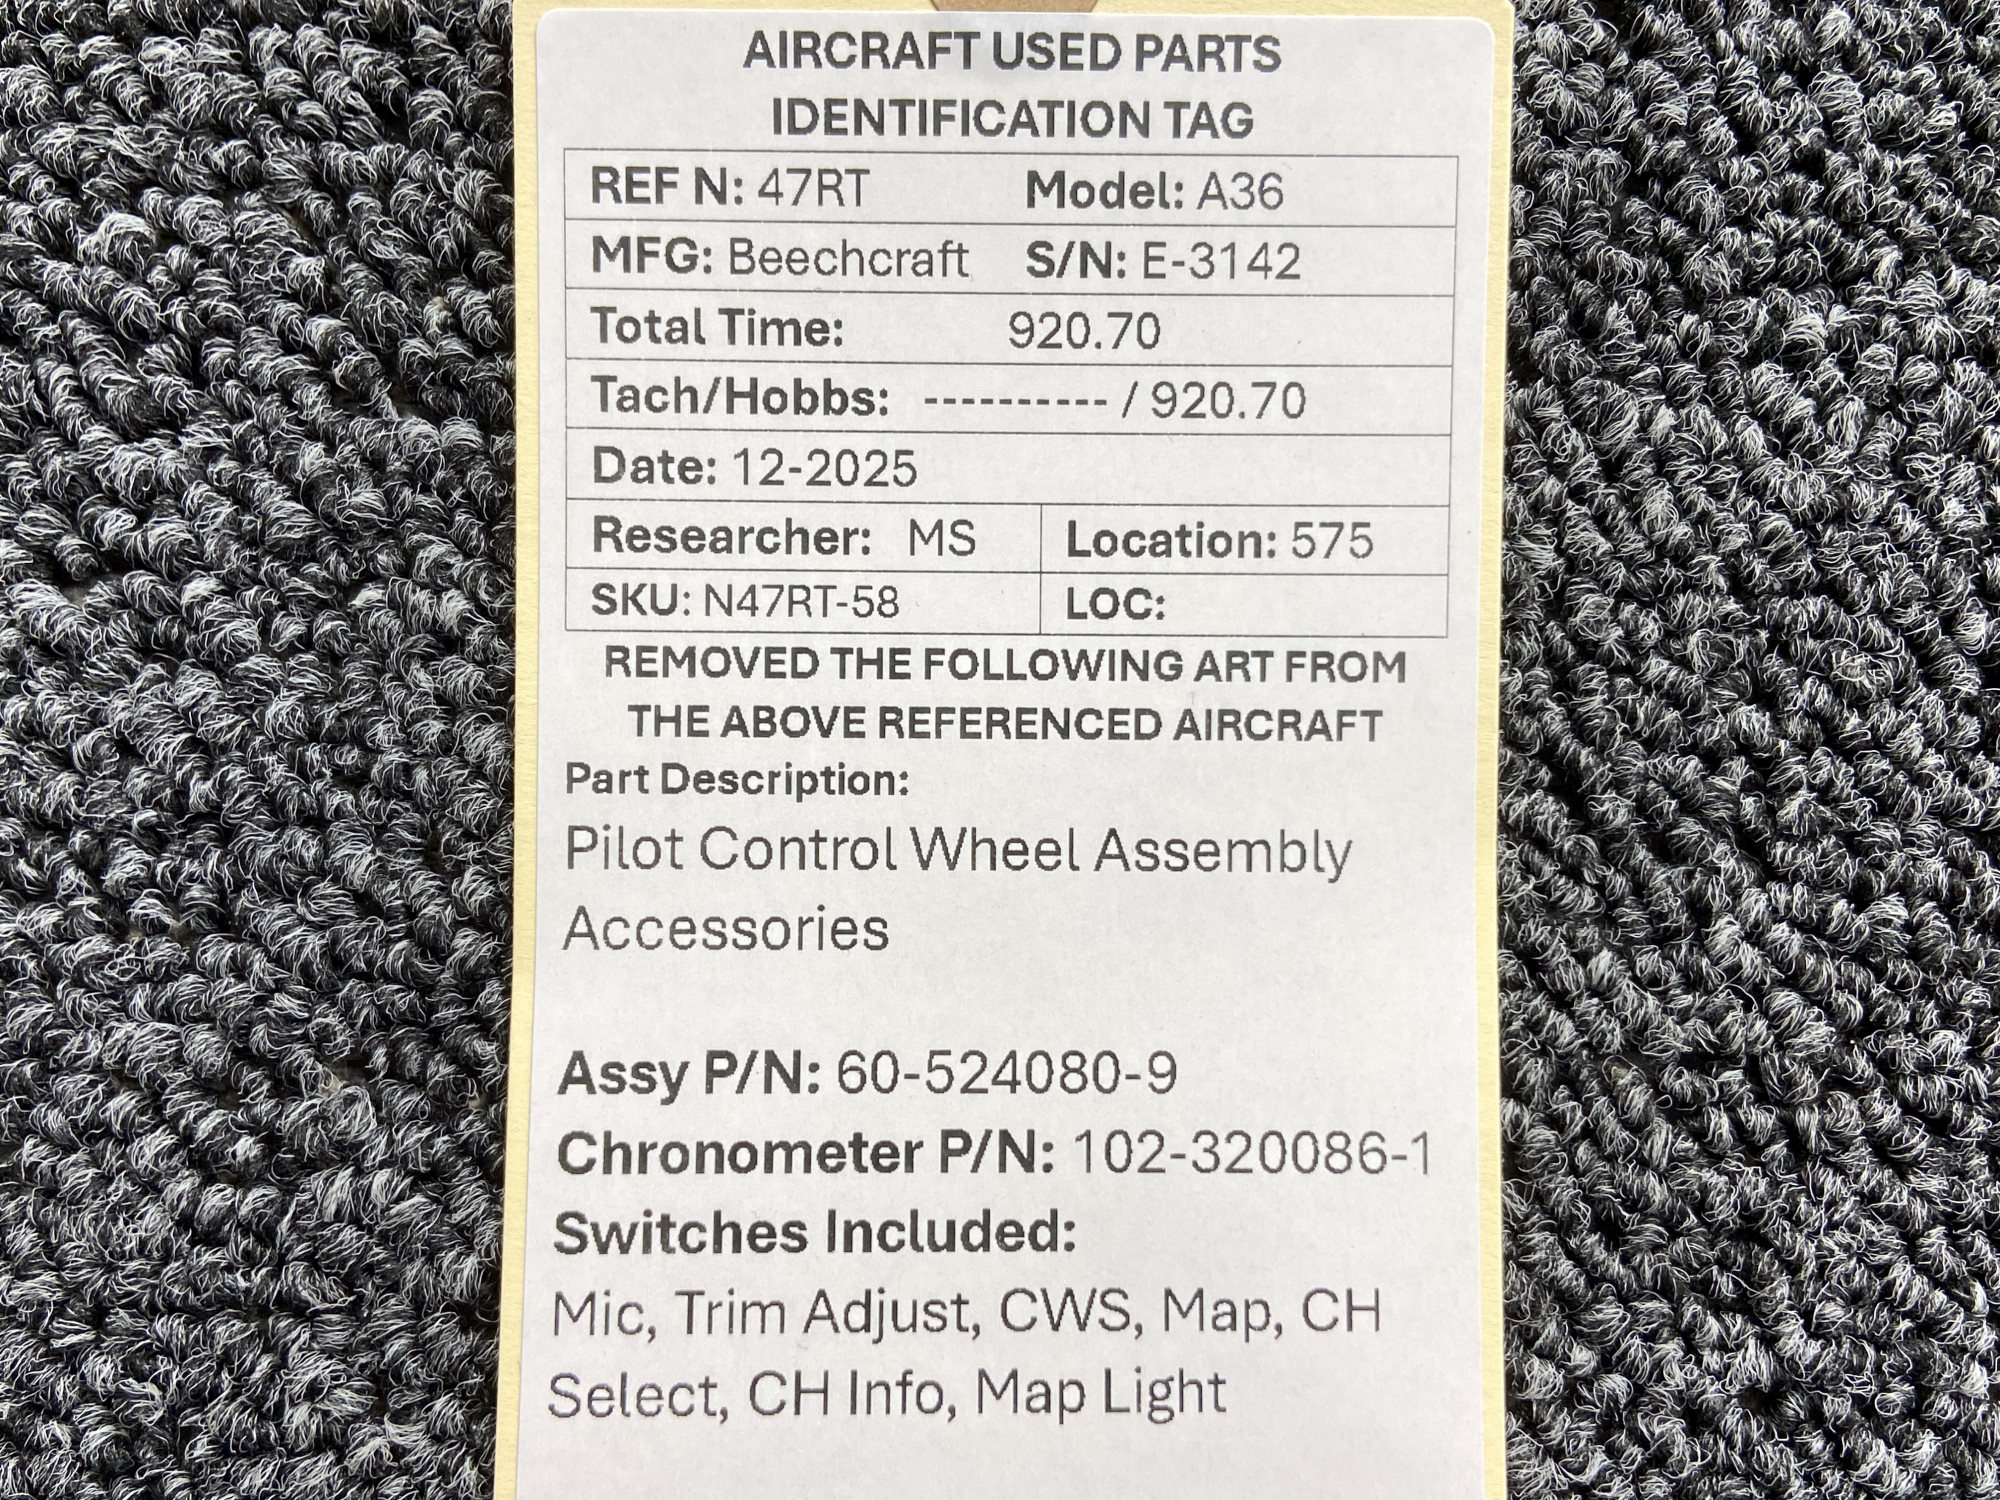 AIRCRAFT USED PARTS
IDENTIFICATION TAG
REF N: 47RT Model: A36
MFG: Beechcraft S/N: E-3142
Total Time: 920.70
Tach/Hobbs: ---------- / 920.70
Date: 12-2025
Researcher: MS Location: 575
SKU: N47RT-58 LOC:
REMOVED THE FOLLOWING ART FROM
THE ABOVE REFERENCED AIRCRAFT
Part Description:
Pilot Control Wheel Assembly
Accessories
Assy P/N: 60-524080-9
Chronometer P/N: 102-320086-1
Switches Included:
Mic, Trim Adjust, CWS, Map, CH
Select, CH Info, Map Light